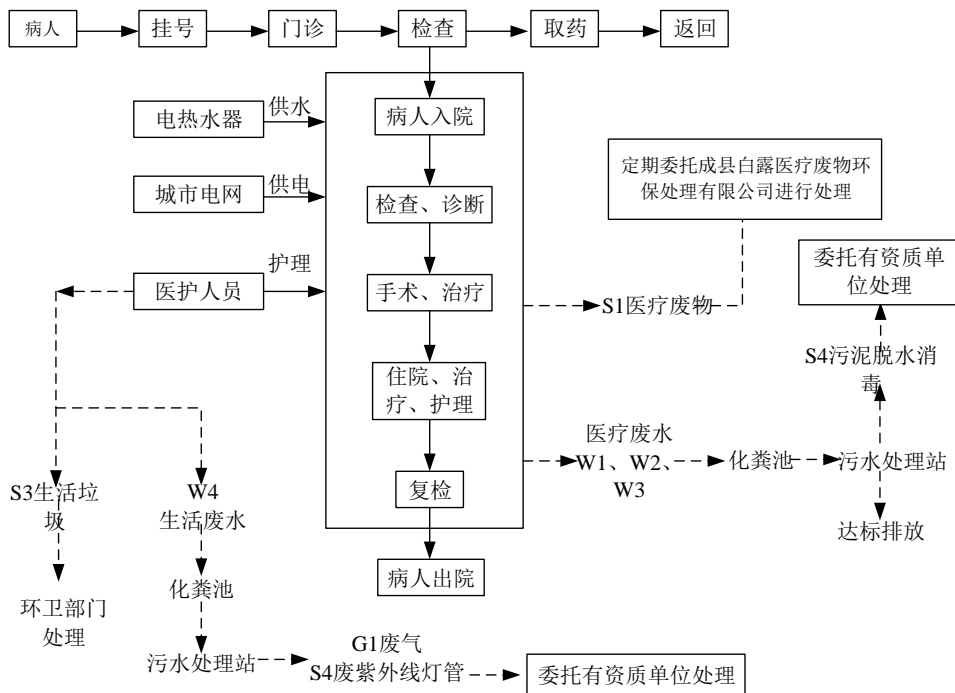 病人
挂号
门诊
检查
取药
返回
电热水器
供水
病人入院
定期委托成县白露医疗废物环
保处理有限公司进行处理
城市电网
供电
检查、诊断
委托有资质单
位处理
医护人员
护理
手术、治疗
S1医疗废物
S4污泥脱水消
毒
住院、治
疗、护理
医疗废水
W1、W2、
W3
化粪池
污水处理站
达标排放
复检
病人出院
S3生活垃
圾
环卫部门
处理
W4
生活废水
化粪池
污水处理站
G1废气
S4废紫外线灯管
委托有资质单位处理